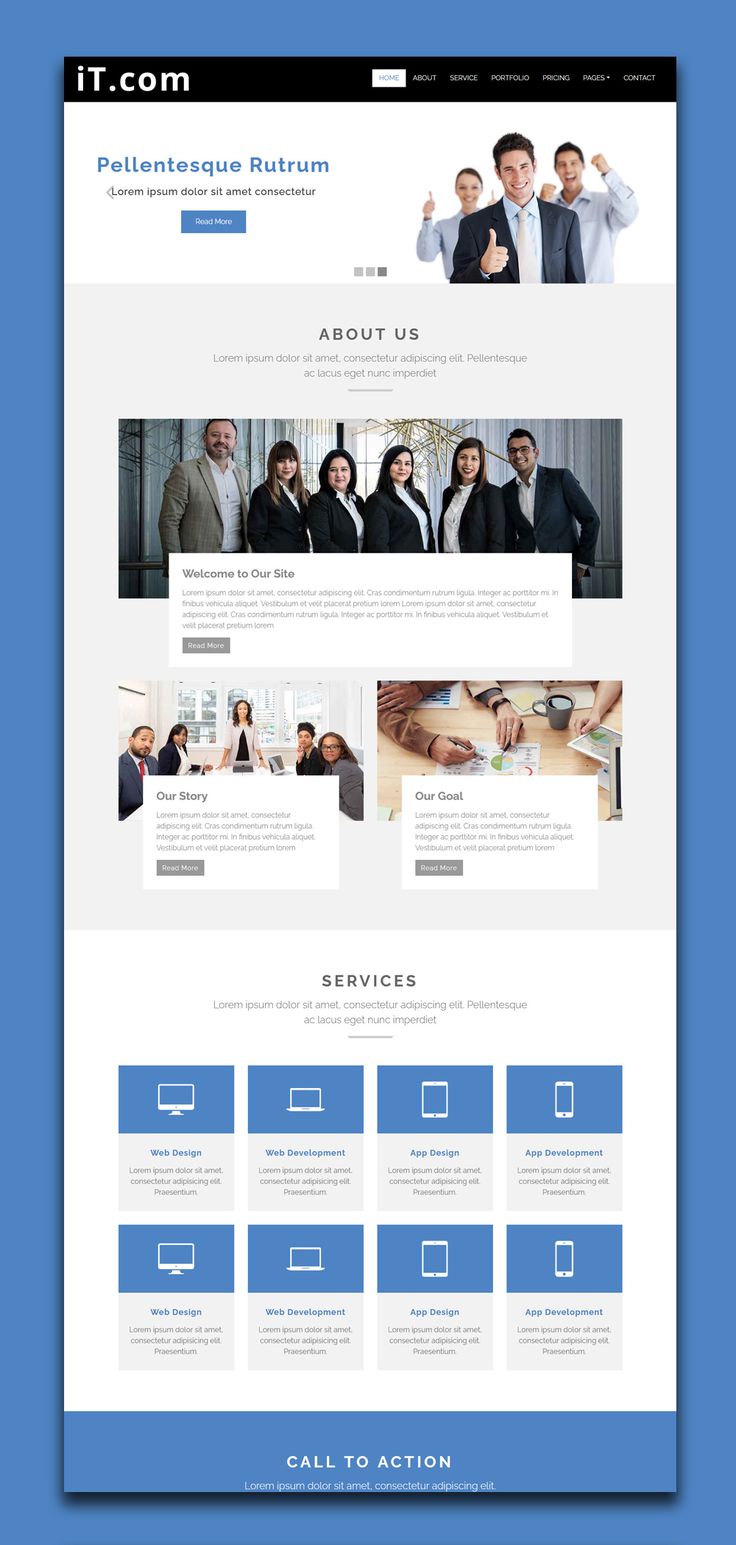 iT.com
HOME ABOUT SERVICE PORTFOLIO PRICING PAGES CONTACT
Pellentesque Rutrum
Lorem ipsum dolor sit amet consectetur
Read More
ABOUT US
Lorem ipsum dolor sit amet, consectetur adipiscing elit. Pellentesque
ac lacus eget nunc imperdiet
Welcome to Our Site
Lorem ipsum dolor sit amet, consectetur adipiscing elit. Cras condimentum rutrum ligula. Integer ac porttitor mi. In
finibus vehicula aliquet. Vestibulum et velit placerat pretium lorem Lorem ipsum dolor sit amet, consectetur
adipiscing elit. Cras condimentum rutrum ligula. Integer ac porttitor mi. In finibus vehicula aliquet. Vestibulum et
velit placerat pretium lorem
Read More
Our Story
Lorem ipsum dolor sit amet, consectetur
adipiscing elit. Cras condimentum rutrum ligula.
Integer ac porttitor mi. In finibus vehicula aliquet.
Vestibulum et velit placerat pretium lorem
Read More
Our Goal
Lorem ipsum dolor sit amet, consectetur
adipiscing elit. Cras condimentum rutrum ligula.
Integer ac porttitor mi. In finibus vehicula aliquet.
Vestibulum et velit placerat pretium lorem
Read More
SERVICES
Lorem ipsum dolor sit amet, consectetur adipiscing elit. Pellentesque
ac lacus eget nunc imperdiet
Web Design
Lorem ipsum dolor sit amet,
consectetur adipisicing elit.
Praesentium.
Web Development
Lorem ipsum dolor sit amet,
consectetur adipisicing elit.
Praesentium.
App Design
Lorem ipsum dolor sit amet,
consectetur adipisicing elit.
Praesentium.
App Development
Lorem ipsum dolor sit amet,
consectetur adipisicing elit.
Praesentium.
Web Design
Lorem ipsum dolor sit amet,
consectetur adipisicing elit.
Praesentium.
Web Development
Lorem ipsum dolor sit amet,
consectetur adipisicing elit.
Praesentium.
App Design
Lorem ipsum dolor sit amet,
consectetur adipisicing elit.
Praesentium.
App Development
Lorem ipsum dolor sit amet,
consectetur adipisicing elit.
Praesentium.
CALL TO ACTION
Lorem ipsum dolor sit amet, consectetur adipiscing elit.